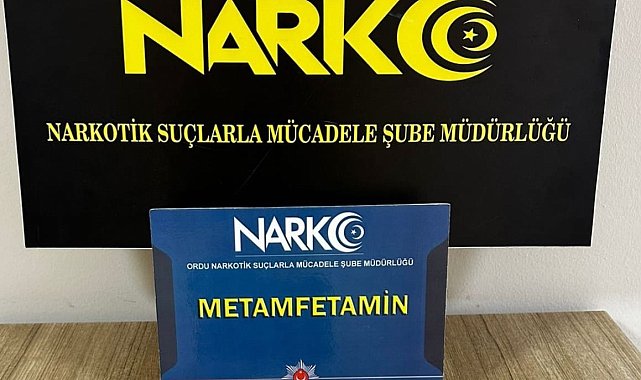 NARKO
NARKOTİK SUÇLARLA MÜCADELE ŞUBE MÜDÜRLÜĞÜ
NARKO
ORDU NARKOTİK SUÇLARLA MÜCADELE ŞUBE MÜDÜRLÜĞÜ
METAMFETAMİN